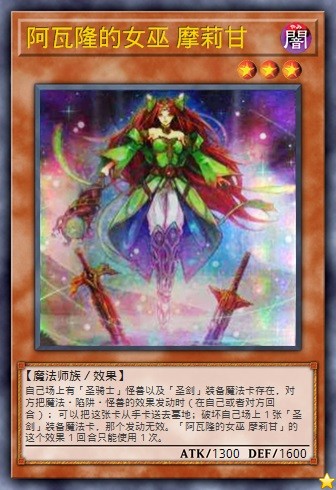 阿瓦隆的女巫 摩莉甘
闇
【魔法师族／效果】
自己场上有「圣骑士」怪兽以及「圣剑」装备魔法卡存在，对
方把魔法·陷阱·怪兽的效果发动时（在自己或者对方回
合）：可以把这张卡从手卡送去墓地；破坏自己场上1张「圣
剑」装备魔法卡，那个发动无效。「阿瓦隆的女巫 摩莉甘」的
这个效果1回合只能使用1次。
ATK/1300 DEF/1600